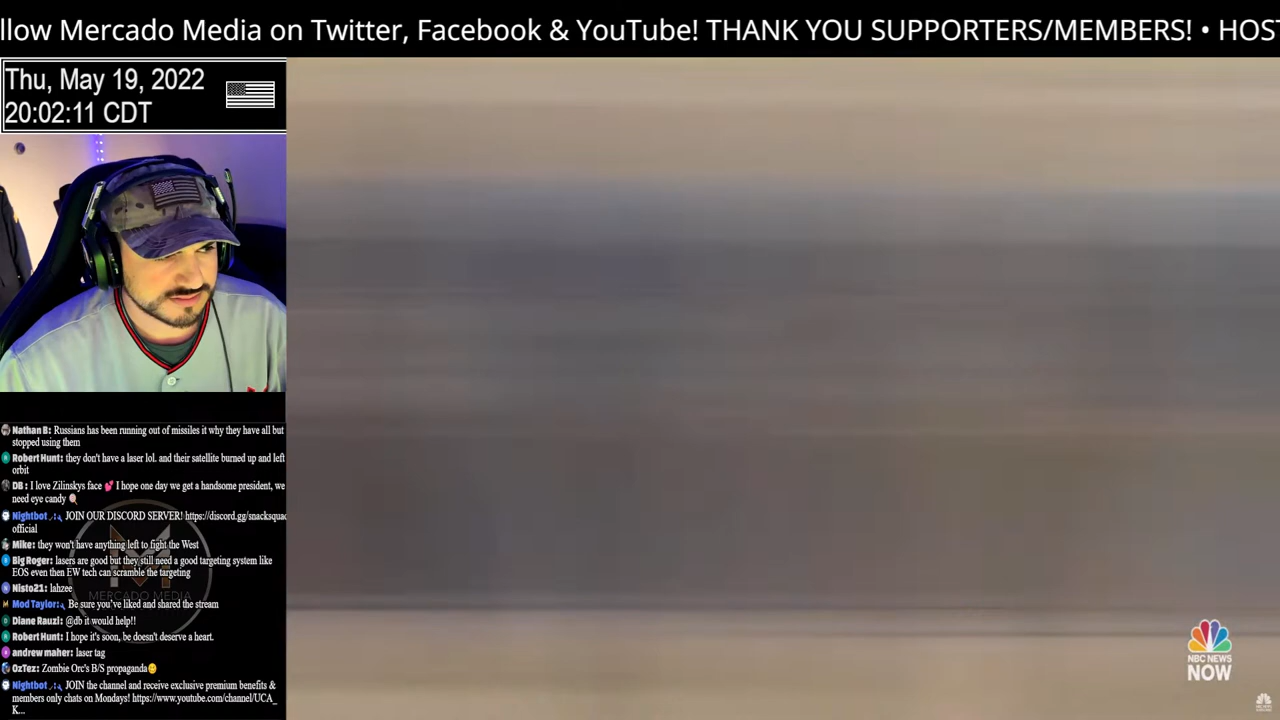 llow Mercado Media on Twitter, Facebook & YouTube! THANK YOU SUPPORTERS/MEMBERS! • HOST
Thu, May 19, 2022
20:02:11 CDT
Nathan B: Russians has been running out of missiles it why they have all but
stopped using them
Robert Hunt: they don't have a laser lol. and their satellite burned up and left
orbit
DB: I love Zilinskys face 💕 I hope one day we get a handsome president, we
need eye candy 🍭
Nightbot: JOIN OUR DISCORD SERVER! https://discord.gg/snacksquad
official
Mike: they won't have anything left to fight the West
Big Roger: lasers are good but they still need a good targeting system like
EOS even then EW tech can scramble the targeting
Nisto21: lahzee
MERCADO MEDIA
Mod Taylor: Be sure you've liked and shared the stream
Diane Rauzi: @db it would help!!
Robert Hunt: I hope it's soon, be doesn't deserve a heart.
andrew maher: laser tag
OzTez: Zombie Orc's B/S propaganda
Nightbot: JOIN the channel and receive exclusive premium benefits &
members only chats on Mondays! https://www.youtube.com/channel/UCA_
K...
NBC NEWS
NOW